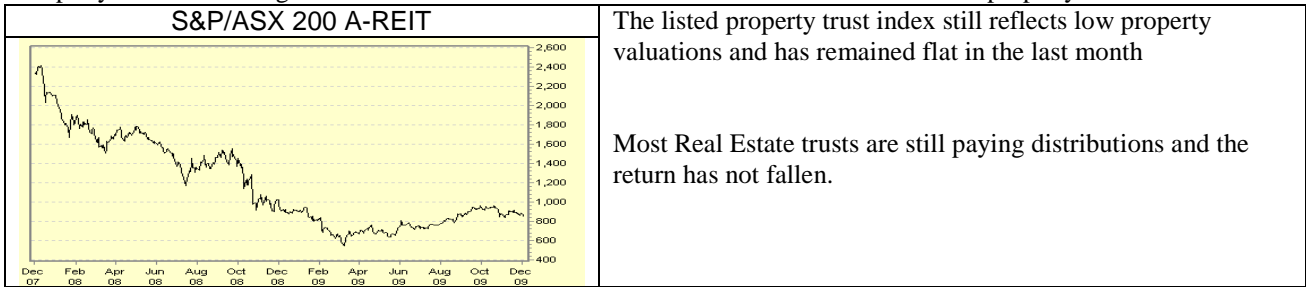 S&P/ASX 200 A-REIT
2,600
2,400
2,200
2,000
1,800
1,600
1,400
1,200
1,000
800
600
400
Dec Feb Apr Jun Aug Oct Dec Feb Apr Jun Aug Oct Dec
07 08 08 08 08 08 08 09 09 09 09 09 09
The listed property trust index still reflects low property
valuations and has remained flat in the last month
Most Real Estate trusts are still paying distributions and the
return has not fallen.